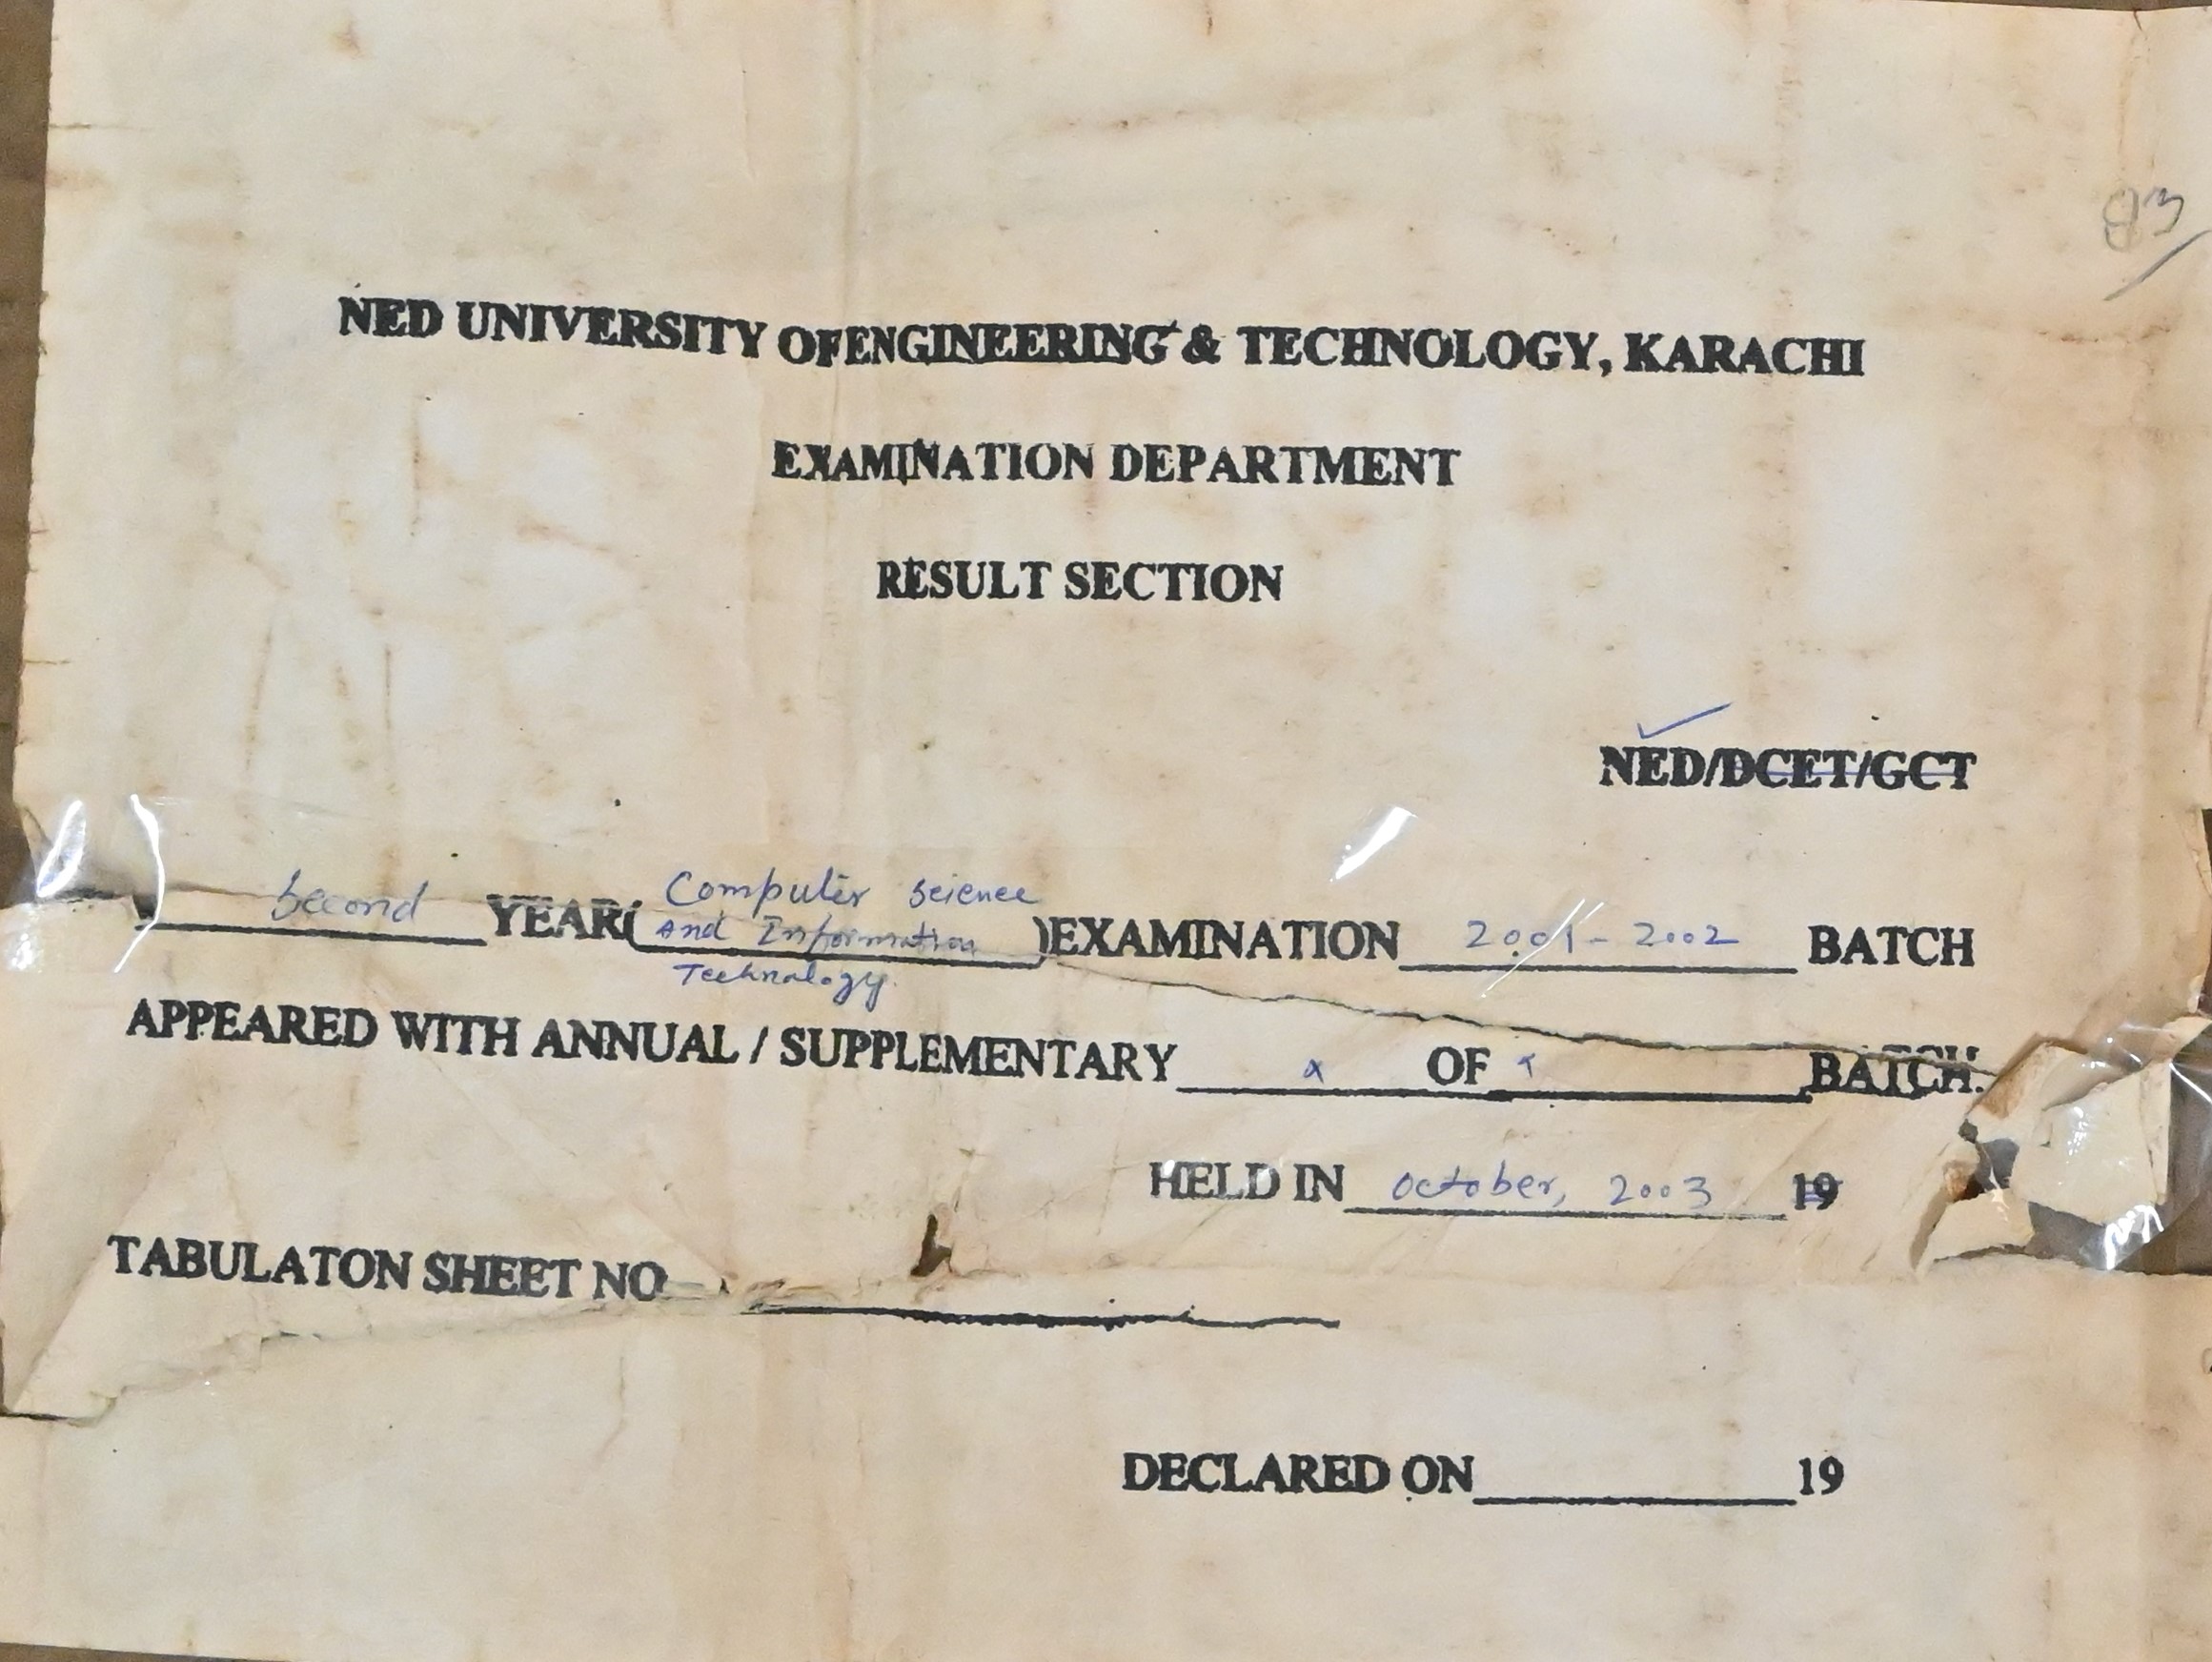 83
NED UNIVERSITY OFENGINEERING & TECHNOLOGY, KARACHI
EXAMINATION DEPARTMENT
RESULT SECTION
NED/DCET/GCT
Second YEAR( Computer Science
And Information )EXAMINATION 2001-2002 BATCH
Technology
APPEARED WITH ANNUAL / SUPPLEMENTARY x OF x BATCH.
HELD IN October, 2003 19
TABULATON SHEET NO
DECLARED ON 19